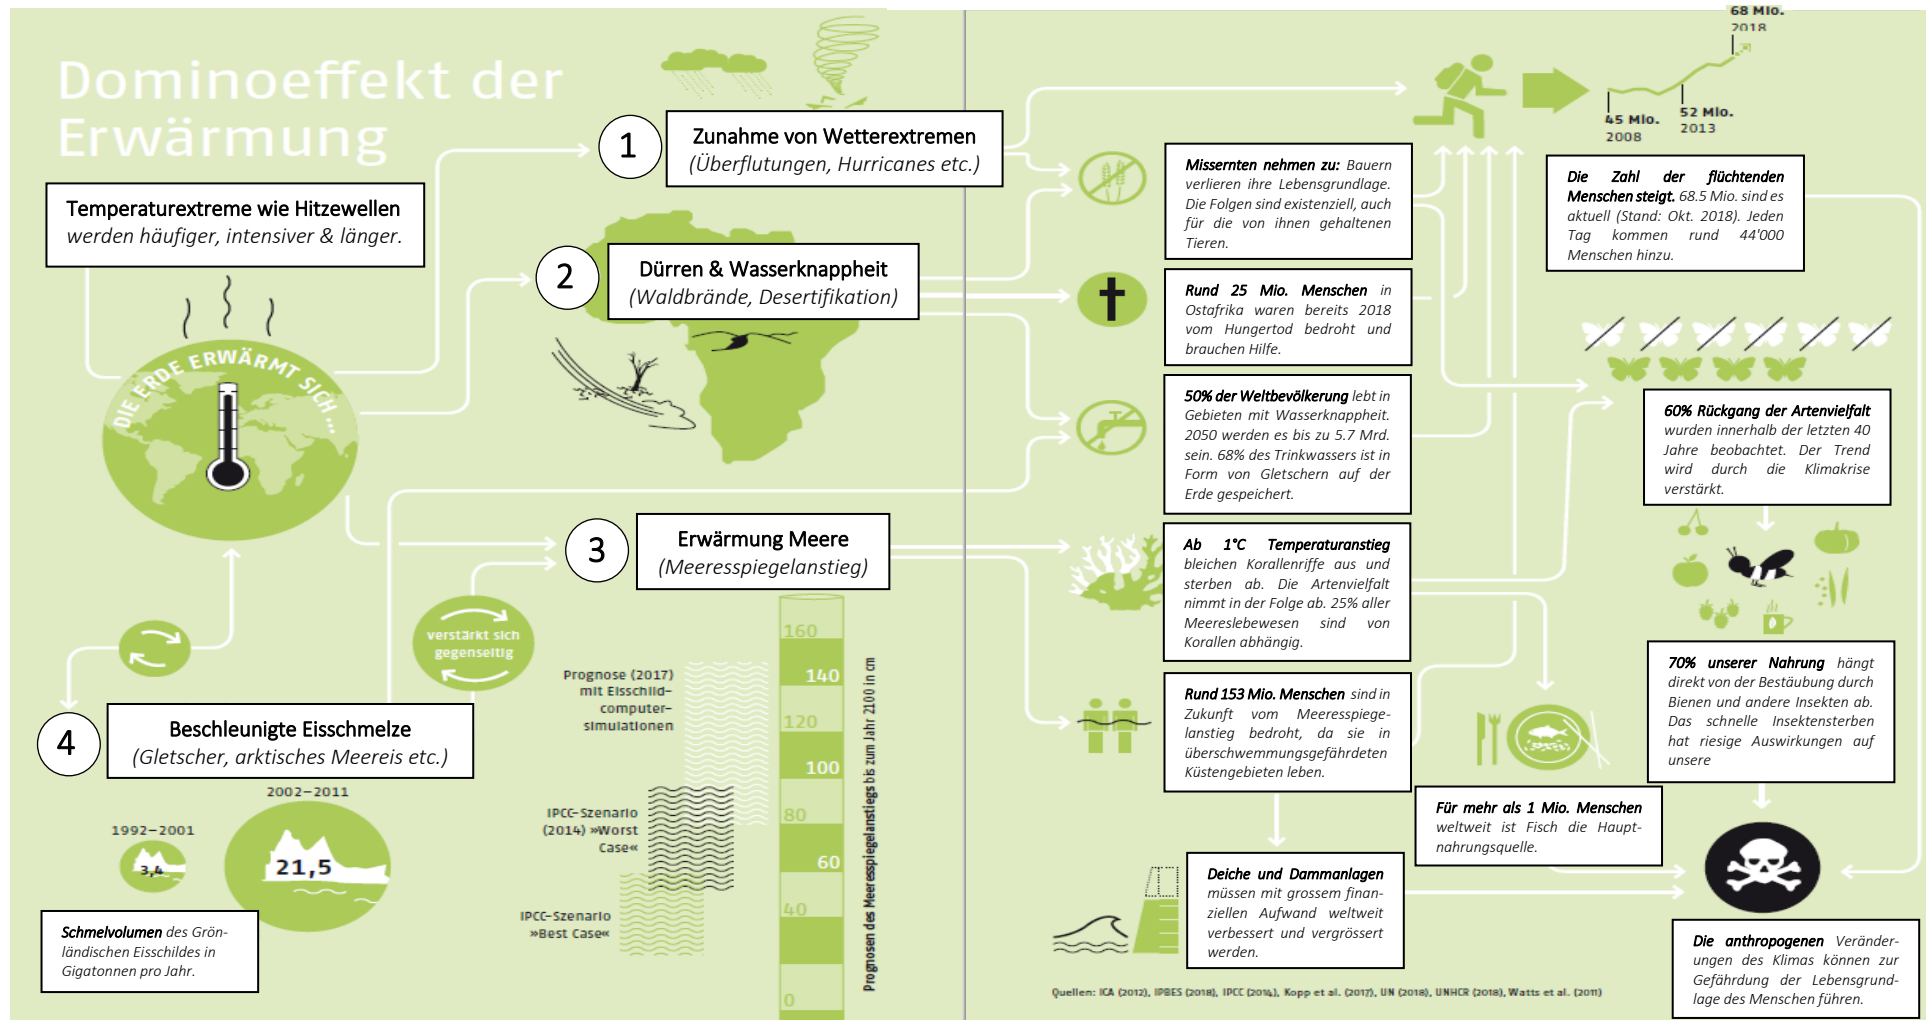 Dominoeffekt der
Erwärmung
Temperaturextreme wie Hitzewellen
werden häufiger, intensiver & länger.
DIE ERDE ERWÄRMT SICH ...
1
Zunahme von Wetterextremen
(Überflutungen, Hurricanes etc.)
2
Dürren & Wasserknappheit
(Waldbrände, Desertifikation)
3
Erwärmung Meere
(Meeresspiegelanstieg)
verstärkt sich
gegenseitig
4
Beschleunigte Eisschmelze
(Gletscher, arktisches Meereis etc.)
1992–2001
3,4
2002–2011
21,5
Schmelvolumen des Grön-
ländischen Eisschildes in
Gigatonnen pro Jahr.
Prognose (2017)
mit Eisschild-
computer-
simulationen
IPCC-Szenario
(2014) »Worst
Case«
IPCC-Szenario
»Best Case«
160
140
120
100
80
60
40
0
Prognosen des Meeresspiegelanstiegs bis zum Jahr 2100 in cm
68 Mio.
2018
52 Mio.
2013
45 Mio.
2008
Missernten nehmen zu: Bauern
verlieren ihre Lebensgrundlage.
Die Folgen sind existenziell, auch
für die von ihnen gehaltenen
Tieren.
Rund 25 Mio. Menschen in
Ostafrika waren bereits 2018
vom Hungertod bedroht und
brauchen Hilfe.
50% der Weltbevölkerung lebt in
Gebieten mit Wasserknappheit.
2050 werden es bis zu 5.7 Mrd.
sein. 68% des Trinkwassers ist in
Form von Gletschern auf der
Erde gespeichert.
Ab 1°C Temperaturanstieg
bleichen Korallenriffe aus und
sterben ab. Die Artenvielfalt
nimmt in der Folge ab. 25% aller
Meereslebewesen sind von
Korallen abhängig.
Rund 153 Mio. Menschen sind in
Zukunft vom Meeresspiege-
lanstieg bedroht, da sie in
überschwemmungsgefährdeten
Küstengebieten leben.
Deiche und Dammanlagen
müssen mit grossem finan-
ziellen Aufwand weltweit
verbessert und vergrössert
werden.
Die Zahl der flüchtenden
Menschen steigt. 68.5 Mio. sind es
aktuell (Stand: Okt. 2018). Jeden
Tag kommen rund 44'000
Menschen hinzu.
60% Rückgang der Artenvielfalt
wurden innerhalb der letzten 40
Jahre beobachtet. Der Trend
wird durch die Klimakrise
verstärkt.
70% unserer Nahrung hängt
direkt von der Bestäubung durch
Bienen und andere Insekten ab.
Das schnelle Insektensterben
hat riesige Auswirkungen auf
unsere
Für mehr als 1 Mio. Menschen
weltweit ist Fisch die Haupt-
nahrungsquelle.
Die anthropogenen Veränder-
ungen des Klimas können zur
Gefährdung der Lebensgrund-
lage des Menschen führen.
Quellen: ICA (2012), IPBES (2018), IPCC (2014), Kopp et al. (2017), UN (2018), UNHCR (2018), Watts et al. (2011)